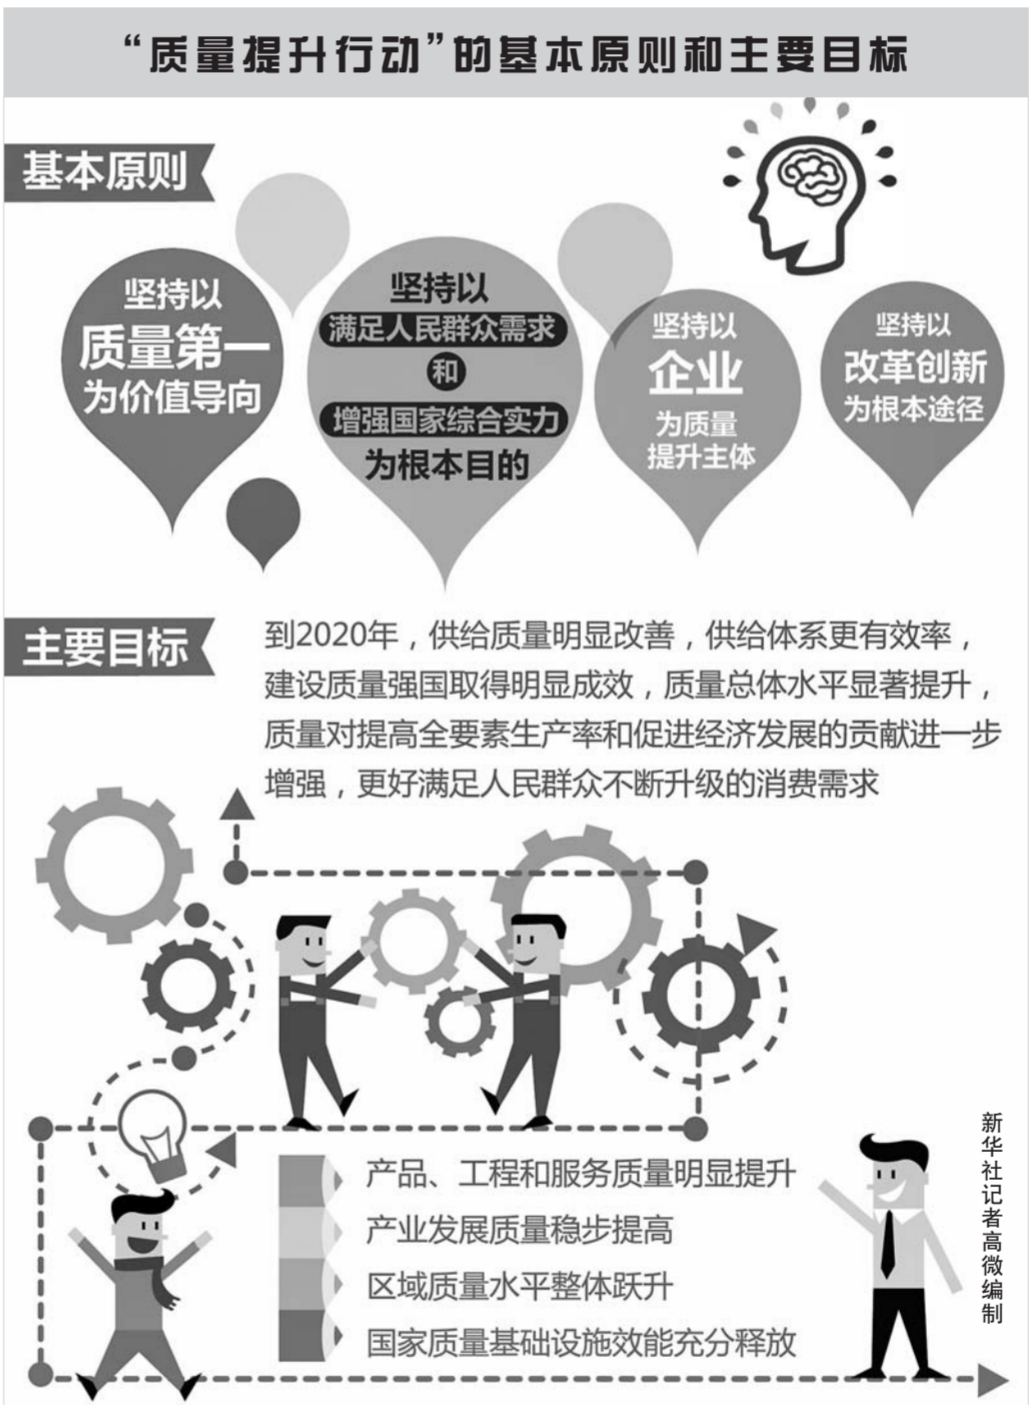 “质量提升行动”的基本原则和主要目标
基本原则
坚持以
质量第一
为价值导向
坚持以
满足人民群众需求
和
增强国家综合实力
为根本目的
坚持以
企业
为质量
提升主体
坚持以
改革创新
为根本途径
主要目标
到2020年，供给质量明显改善，供给体系更有效率，
建设质量强国取得明显成效，质量总体水平显著提升，
质量对提高全要素生产率和促进经济发展的贡献进一步
增强，更好满足人民群众不断升级的消费需求
产品、工程和服务质量明显提升
产业发展质量稳步提高
区域质量水平整体跃升
国家质量基础设施效能充分释放
新华社记者高微编制